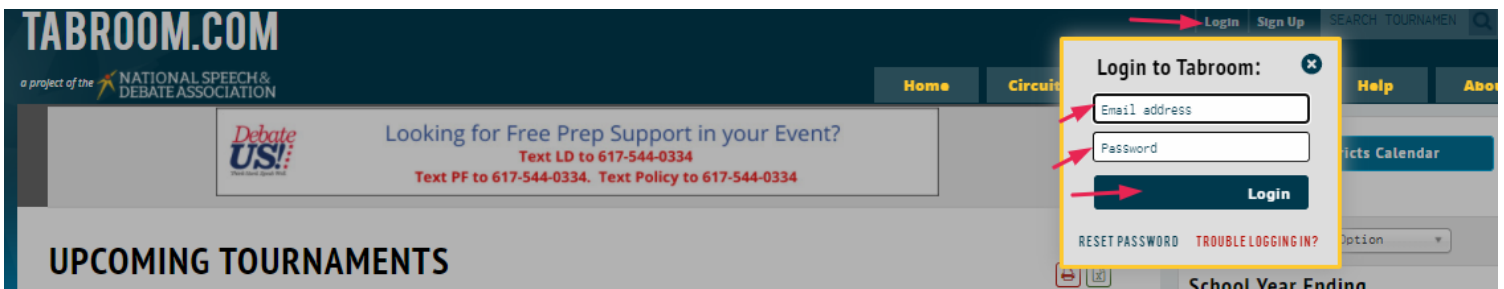 TABROOM.COM
Login Sign Up SEARCH TOURNAMEN
a project of the NATIONAL SPEECH &
DEBATE ASSOCIATION
Home Circuit Help Abou
Login to Tabroom:
Email address
Password
Login
RESET PASSWORD TROUBLE LOGGING IN?
Debate
US!
Looking for Free Prep Support in your Event?
Text LD to 617-544-0334
Text PF to 617-544-0334. Text Policy to 617-544-0334
ricts Calendar
Option
UPCOMING TOURNAMENTS
School Year Ending